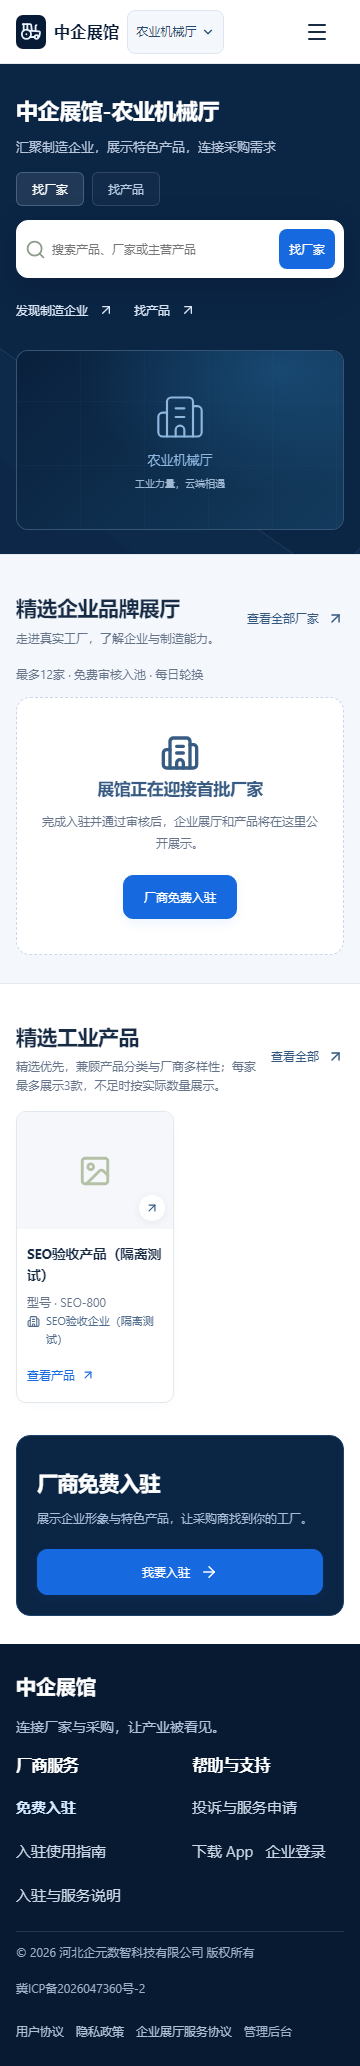 中企展馆 农业机械厅
中企展馆-农业机械厅
汇聚制造企业，展示特色产品，连接采购需求
找厂家 找产品
搜索产品、厂家或主营产品 找厂家
发现制造企业 找产品
农业机械厅
工业力量，云端相遇
精选企业品牌展厅
查看全部厂家
走进真实工厂，了解企业与制造能力。
最多12家 · 免费审核入池 · 每日轮换
展馆正在迎接首批厂家
完成入驻并通过审核后，企业展厅和产品将在这里公
开展示。
厂商免费入驻
精选工业产品
查看全部
精选优先，兼顾产品分类与厂商多样性；每家
最多展示3款，不足时按实际数量展示。
SEO验收产品（隔离测
试）
型号 · SEO-800
SEO验收企业（隔离测
试）
查看产品
厂商免费入驻
展示企业形象与特色产品，让采购商找到你的工厂。
我要入驻
中企展馆
连接厂家与采购，让产业被看见。
厂商服务 帮助与支持
免费入驻 投诉与服务申请
入驻使用指南 下载 App 企业登录
入驻与服务说明
© 2026 河北企元数智科技有限公司 版权所有
冀ICP备2026047360号-2
用户协议 隐私政策 企业展厅服务协议 管理后台